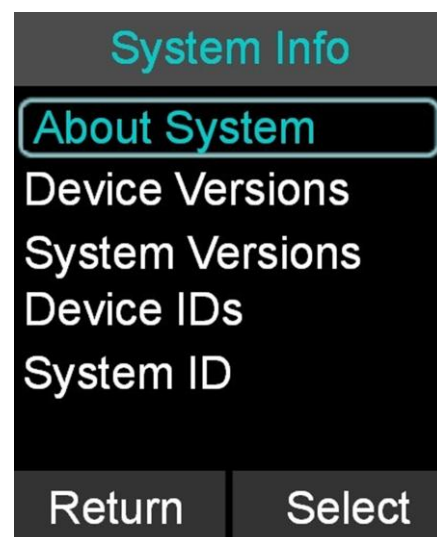 System Info
About System
Device Versions
System Versions
Device IDs
System ID
Return Select